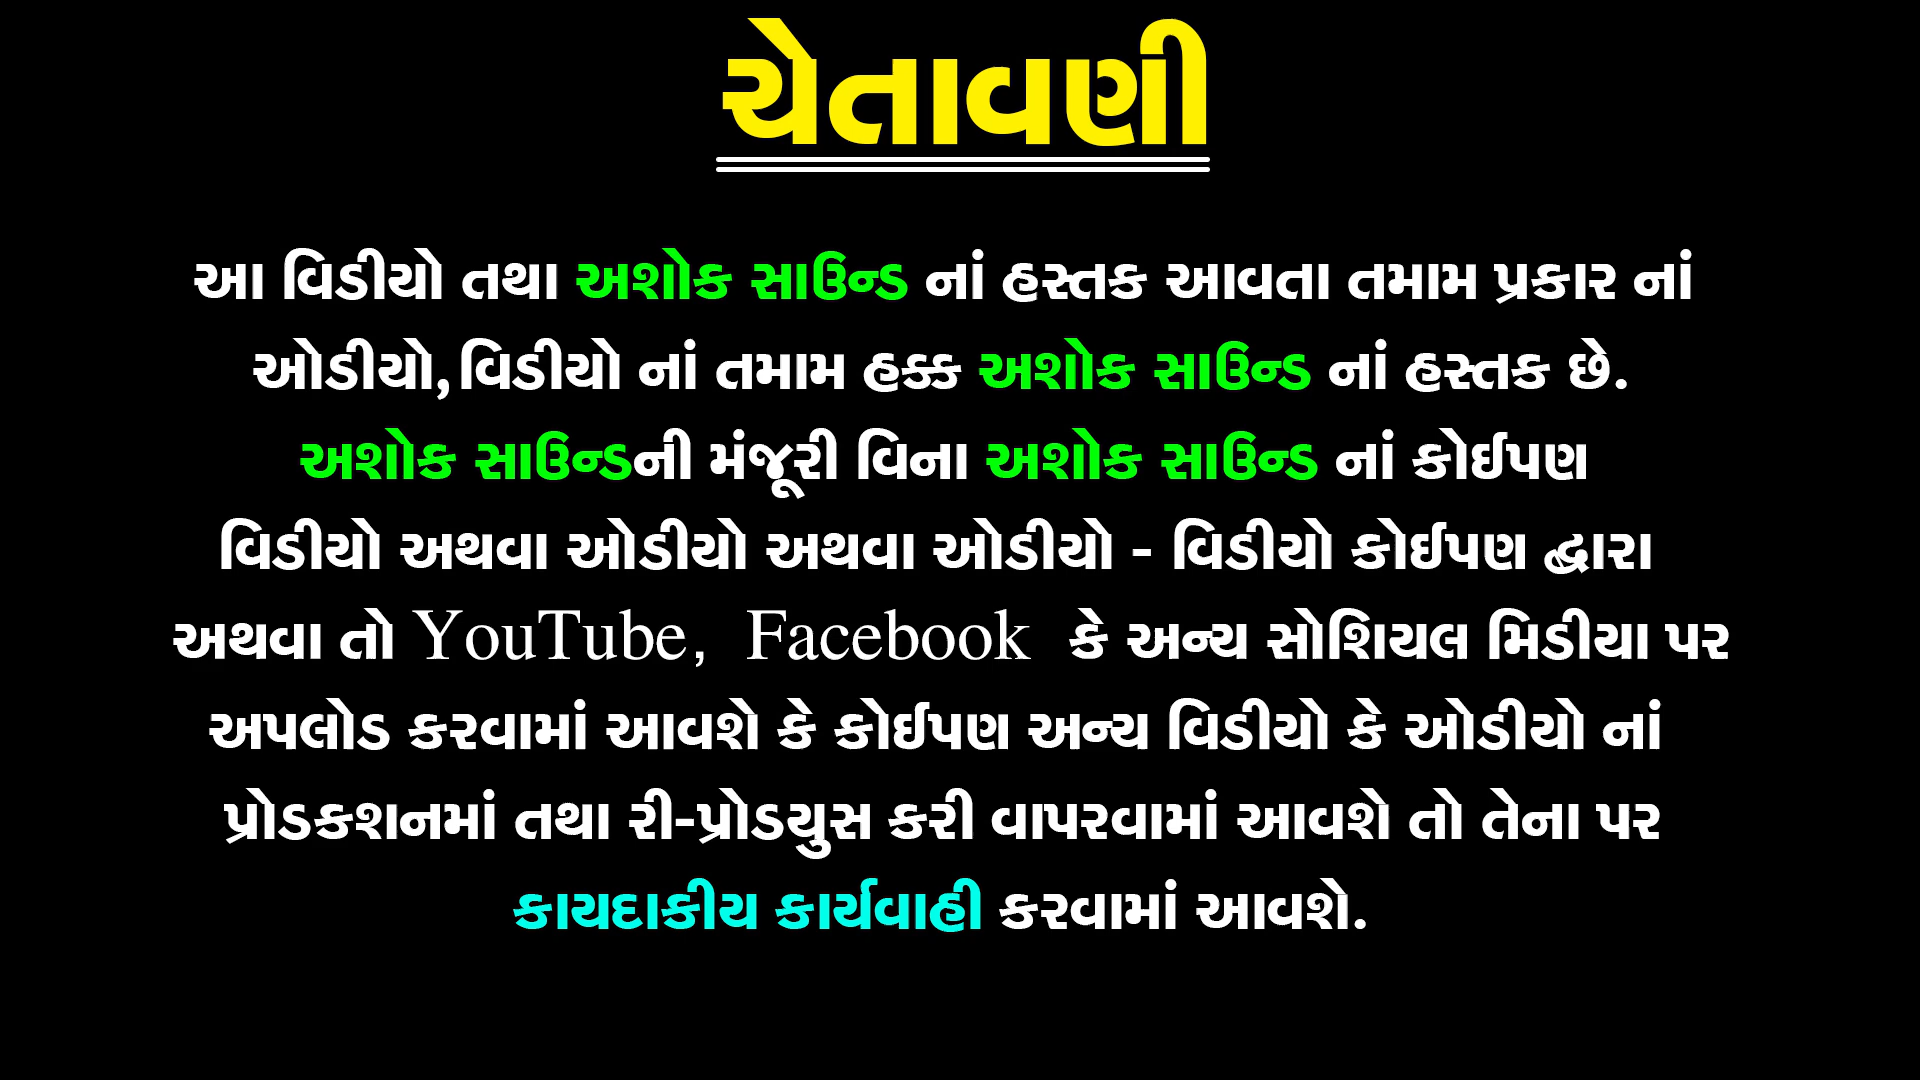 ચેતાવણી
આ વિડીયો તથા અશોક સાઉન્ડ નાં હસ્તક આવતા તમામ પ્રકાર નાં
ઓડીયો,વિડીયો નાં તમામ હક્ક અશોક સાઉન્ડ નાં હસ્તક છે.
અશોક સાઉન્ડની મંજૂરી વિના અશોક સાઉન્ડ નાં કોઈપણ
વિડીયો અથવા ઓડીયો અથવા ઓડીયો - વિડીયો કોઈપણ દ્વારા
અથવા તો YouTube, Facebook કે અન્ય સોશિયલ મિડીયા પર
અપલોડ કરવામાં આવશે કે કોઈપણ અન્ય વિડીયો કે ઓડીયો નાં
પ્રોડકશનમાં તથા રી-પ્રોડયુસ કરી વાપરવામાં આવશે તો તેના પર
કાયદાકીય કાર્યવાહી કરવામાં આવશે.